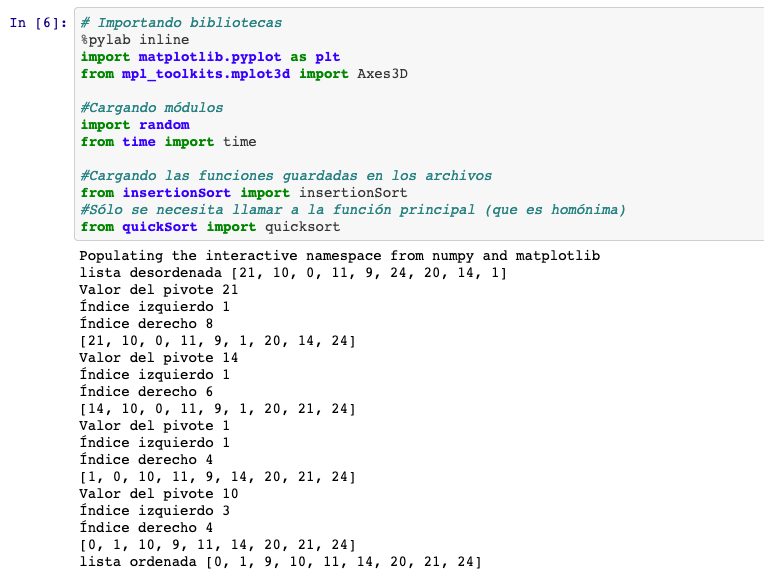 In [6]: # Importando bibliotecas
%pylab inline
import matplotlib.pyplot as plt
from mpl_toolkits.mplot3d import Axes3D

#Cargando módulos
import random
from time import time

#Cargando las funciones guardadas en los archivos
from insertionSort import insertionSort
#Sólo se necesita llamar a la función principal (que es homónima)
from quickSort import quicksort
Populating the interactive namespace from numpy and matplotlib
lista desordenada [21, 10, 0, 11, 9, 24, 20, 14, 1]
Valor del pivote 21
Índice izquierdo 1
Índice derecho 8
[21, 10, 0, 11, 9, 1, 20, 14, 24]
Valor del pivote 14
Índice izquierdo 1
Índice derecho 6
[14, 10, 0, 11, 9, 1, 20, 21, 24]
Valor del pivote 1
Índice izquierdo 1
Índice derecho 4
[1, 0, 10, 11, 9, 14, 20, 21, 24]
Valor del pivote 10
Índice izquierdo 3
Índice derecho 4
[0, 1, 10, 9, 11, 14, 20, 21, 24]
lista ordenada [0, 1, 9, 10, 11, 14, 20, 21, 24]